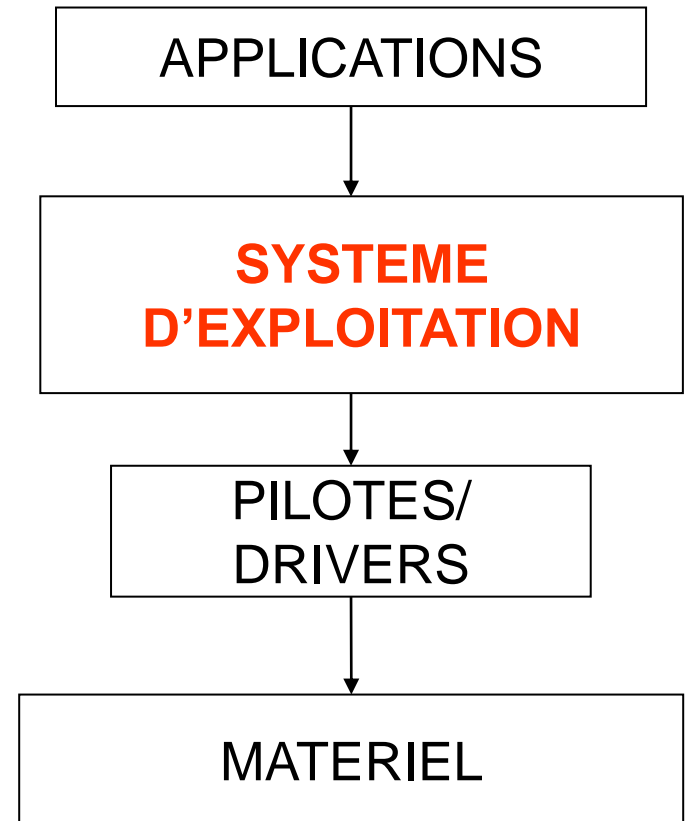 APPLICATIONS
SYSTEME
D’EXPLOITATION
PILOTES/
DRIVERS
MATERIEL